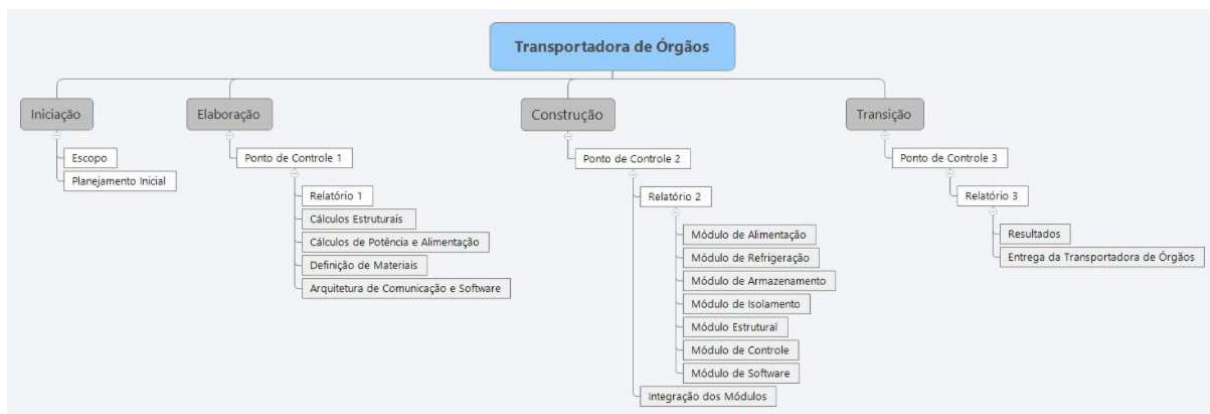 Transportadora de Órgãos
Iniciação
Escopo
Planejamento Inicial
Elaboração
Ponto de Controle 1
Relatório 1
Cálculos Estruturais
Cálculos de Potência e Alimentação
Definição de Materiais
Arquitetura de Comunicação e Software
Construção
Ponto de Controle 2
Relatório 2
Módulo de Alimentação
Módulo de Refrigeração
Módulo de Armazenamento
Módulo de Isolamento
Módulo Estrutural
Módulo de Controle
Módulo de Software
Integração dos Módulos
Transição
Ponto de Controle 3
Relatório 3
Resultados
Entrega da Transportadora de Órgãos